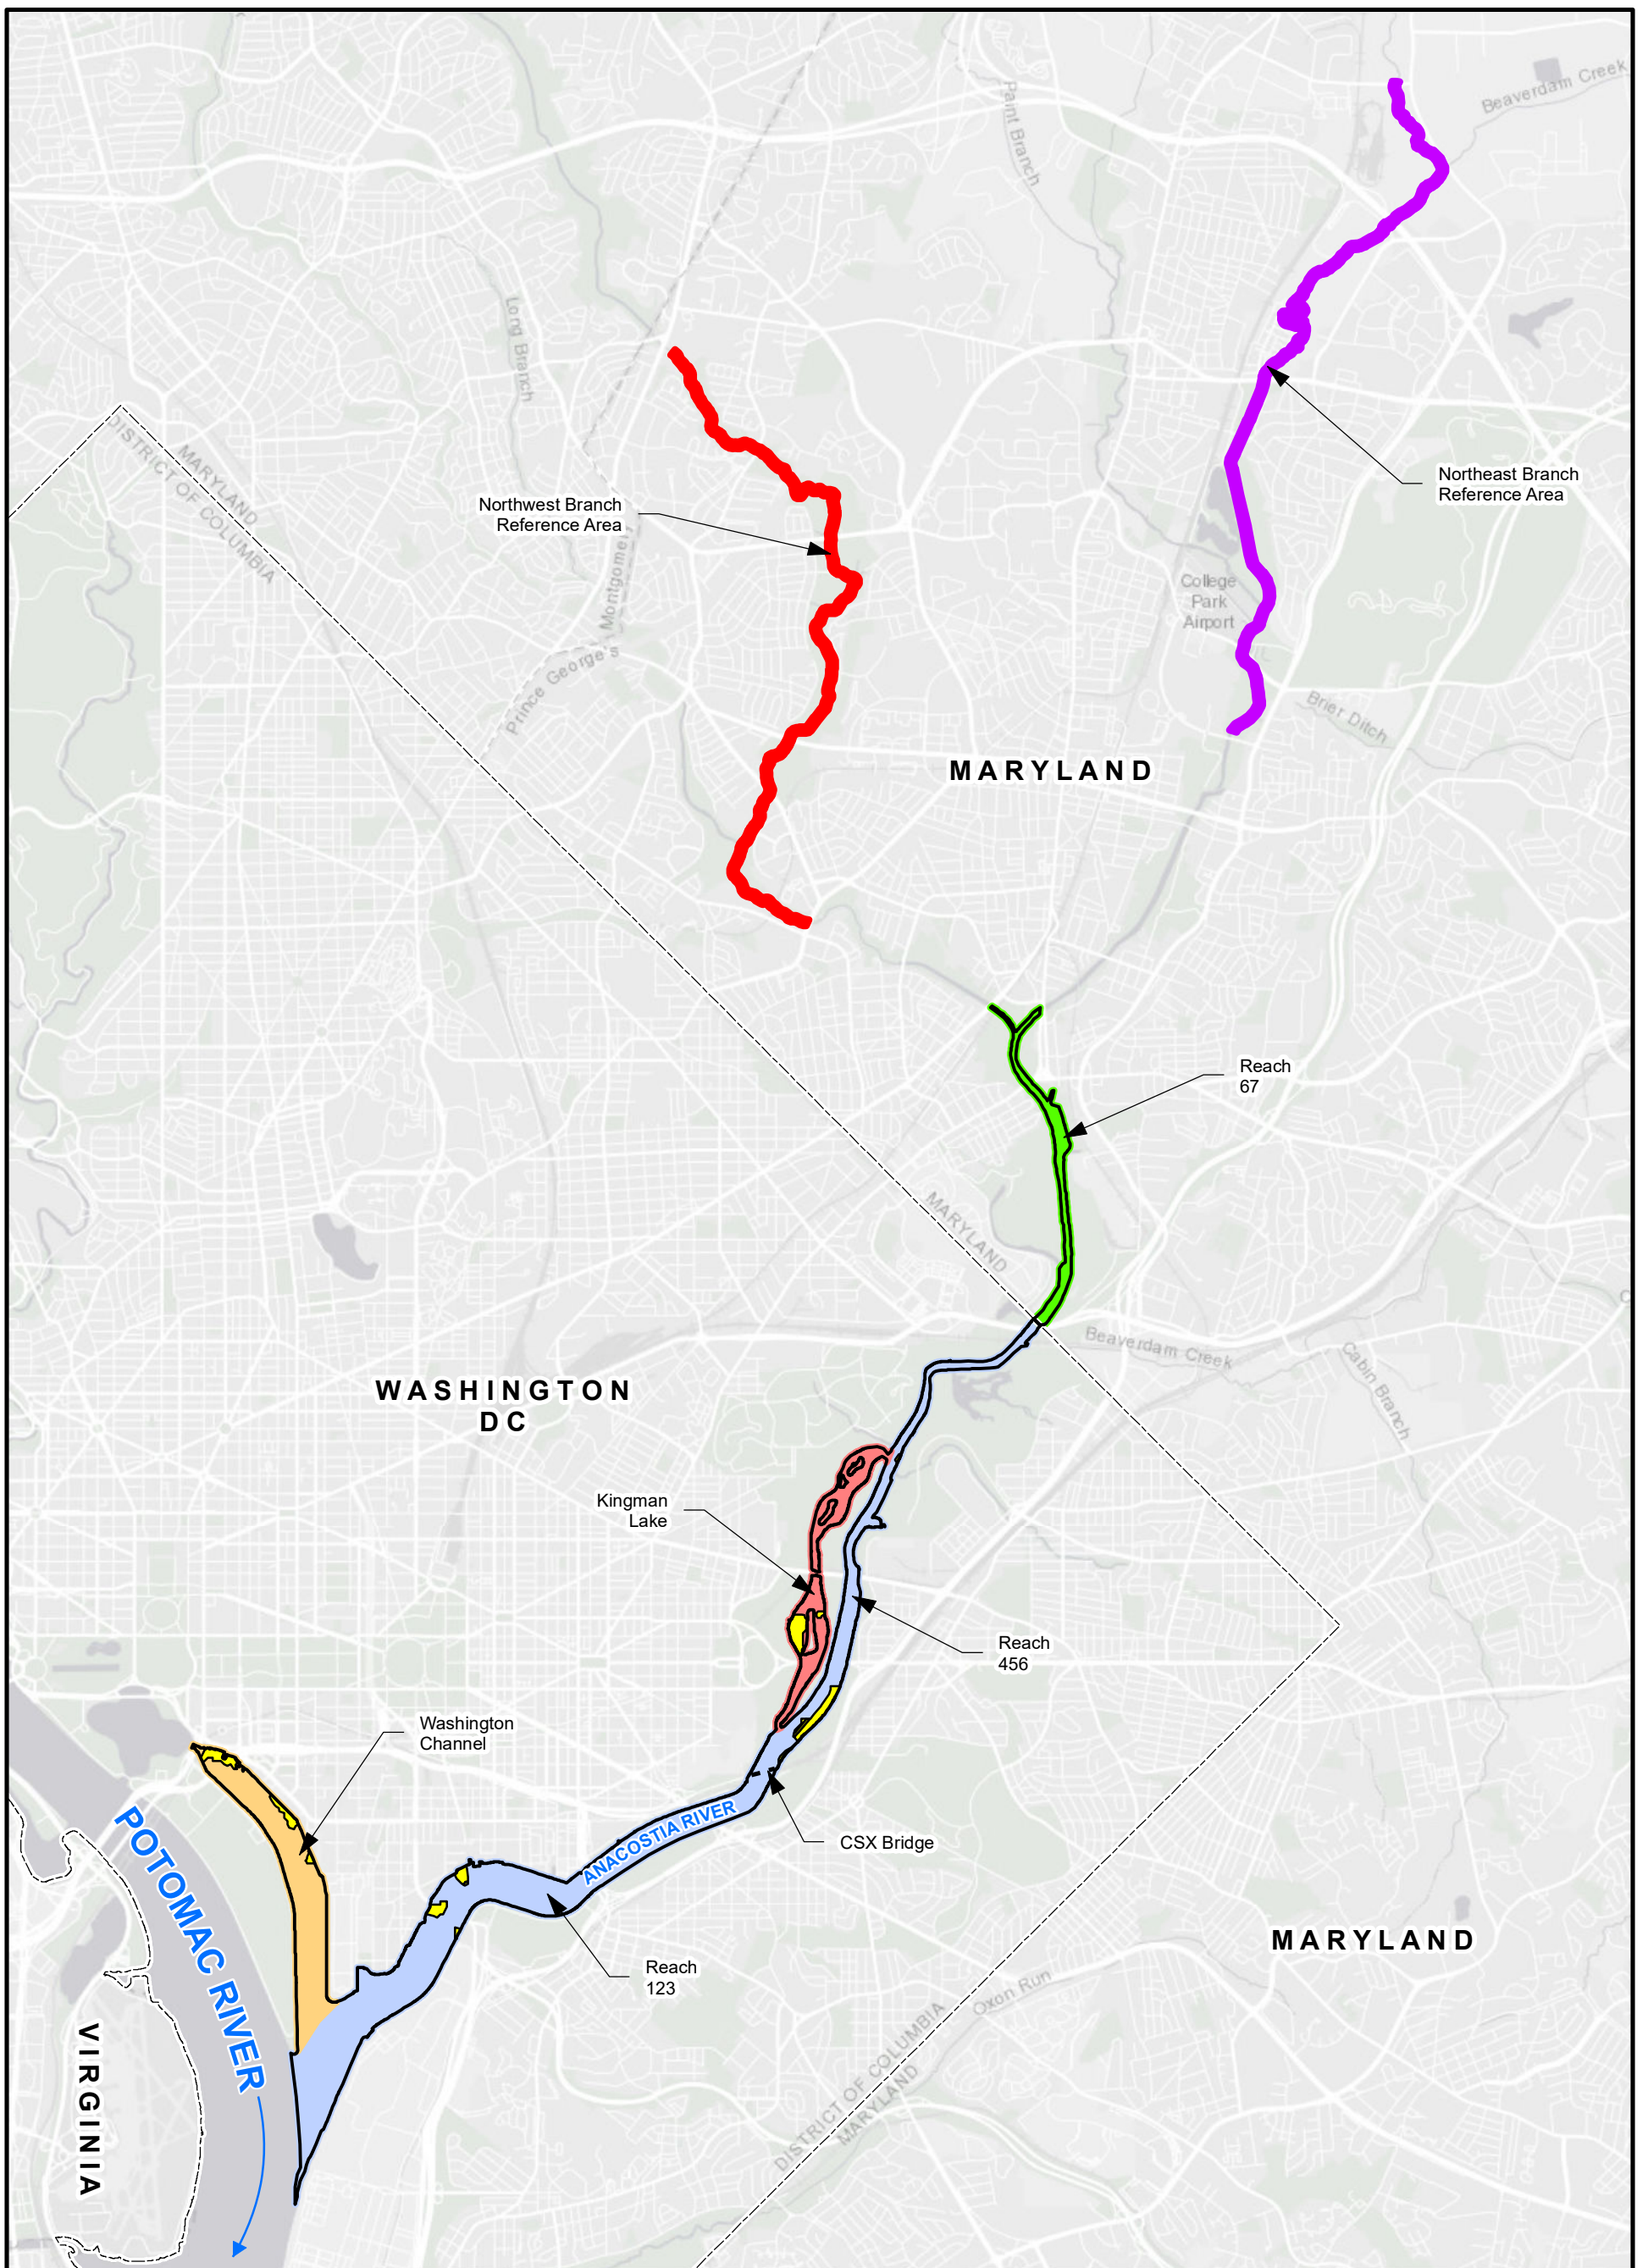 Beaverdam Creek
Paint Branch
Long Branch
MARYLAND
DISTRICT OF COLUMBIA
Northwest Branch
Reference Area
Northeast Branch
Reference Area
Montgomery
Prince George's
College
Park
Airport
Brier Ditch
MARYLAND
Reach
67
MARYLAND
Beaverdam Creek
Cabin Branch
WASHINGTON
DC
Kingman
Lake
Reach
456
Washington
Channel
CSX Bridge
ANACOSTIA RIVER
POTOMAC RIVER
Reach
123
MARYLAND
Oxon Run
DISTRICT OF COLUMBIA
MARYLAND
VIRGINIA